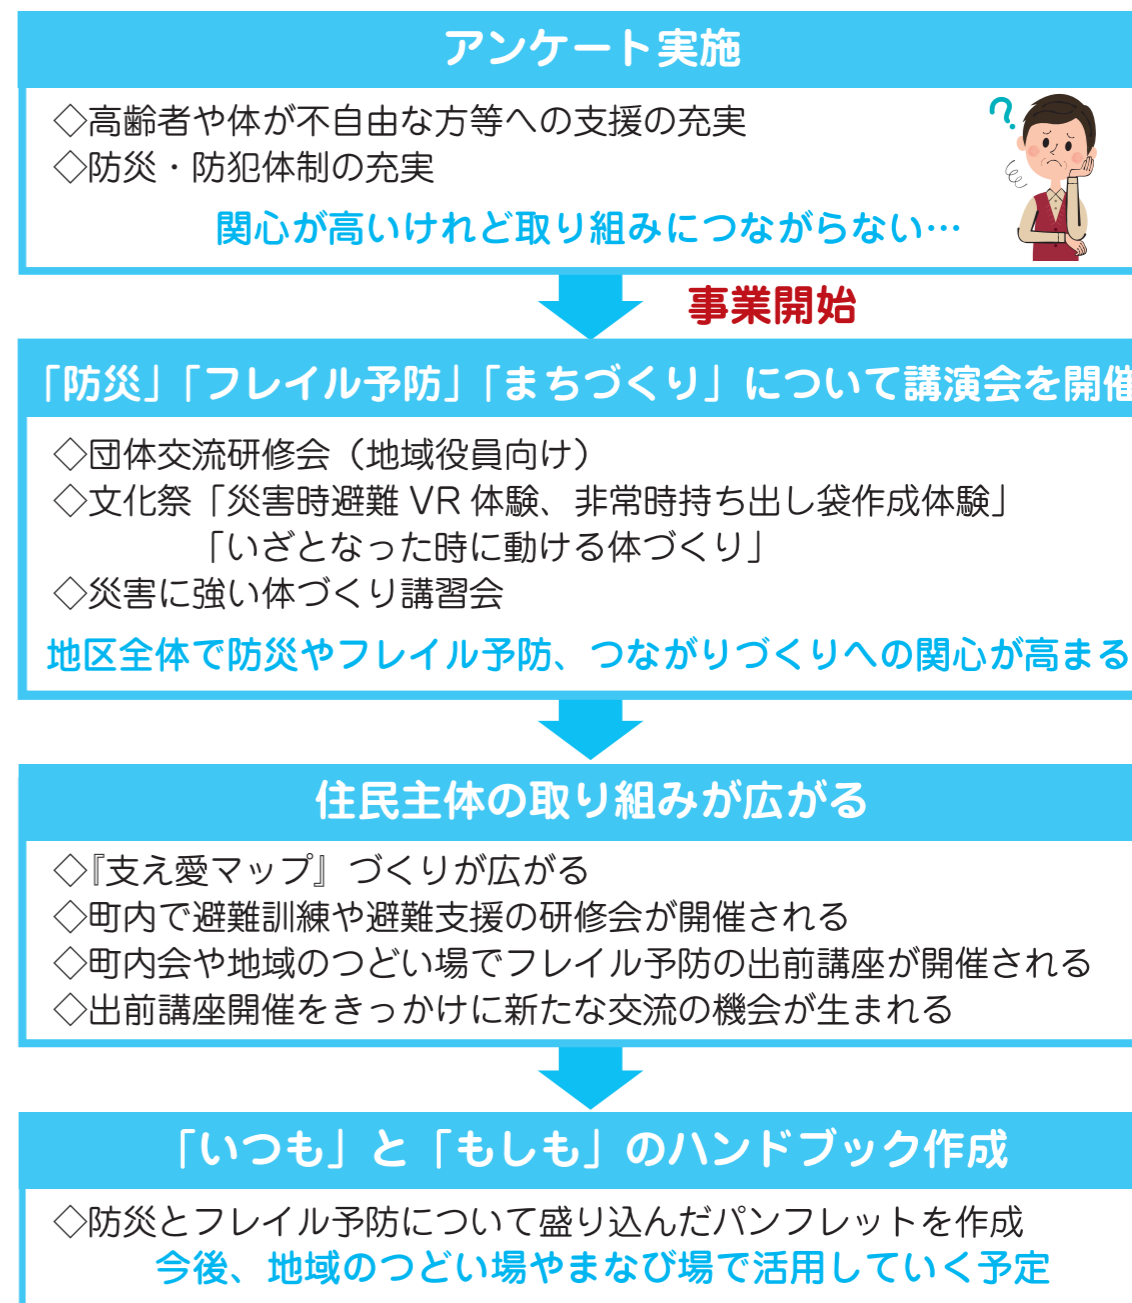 アンケート実施
◇高齢者や体が不自由な方等への支援の充実
◇防災・防犯体制の充実
関心が高いけれど取り組みにつながらない…
?
事業開始
「防災」「フレイル予防」「まちづくり」について講演会を開催
◇団体交流研修会（地域役員向け）
◇文化祭「災害時避難 VR 体験、非常時持ち出し袋作成体験」
「いざとなった時に動ける体づくり」
◇災害に強い体づくり講習会
地区全体で防災やフレイル予防、つながりづくりへの関心が高まる
住民主体の取り組みが広がる
◇『支え愛マップ』づくりが広がる
◇町内で避難訓練や避難支援の研修会が開催される
◇町内会や地域のつどい場でフレイル予防の出前講座が開催される
◇出前講座開催をきっかけに新たな交流の機会が生まれる
「いつも」と「もしも」のハンドブック作成
◇防災とフレイル予防について盛り込んだパンフレットを作成
今後、地域のつどい場やまなび場で活用していく予定